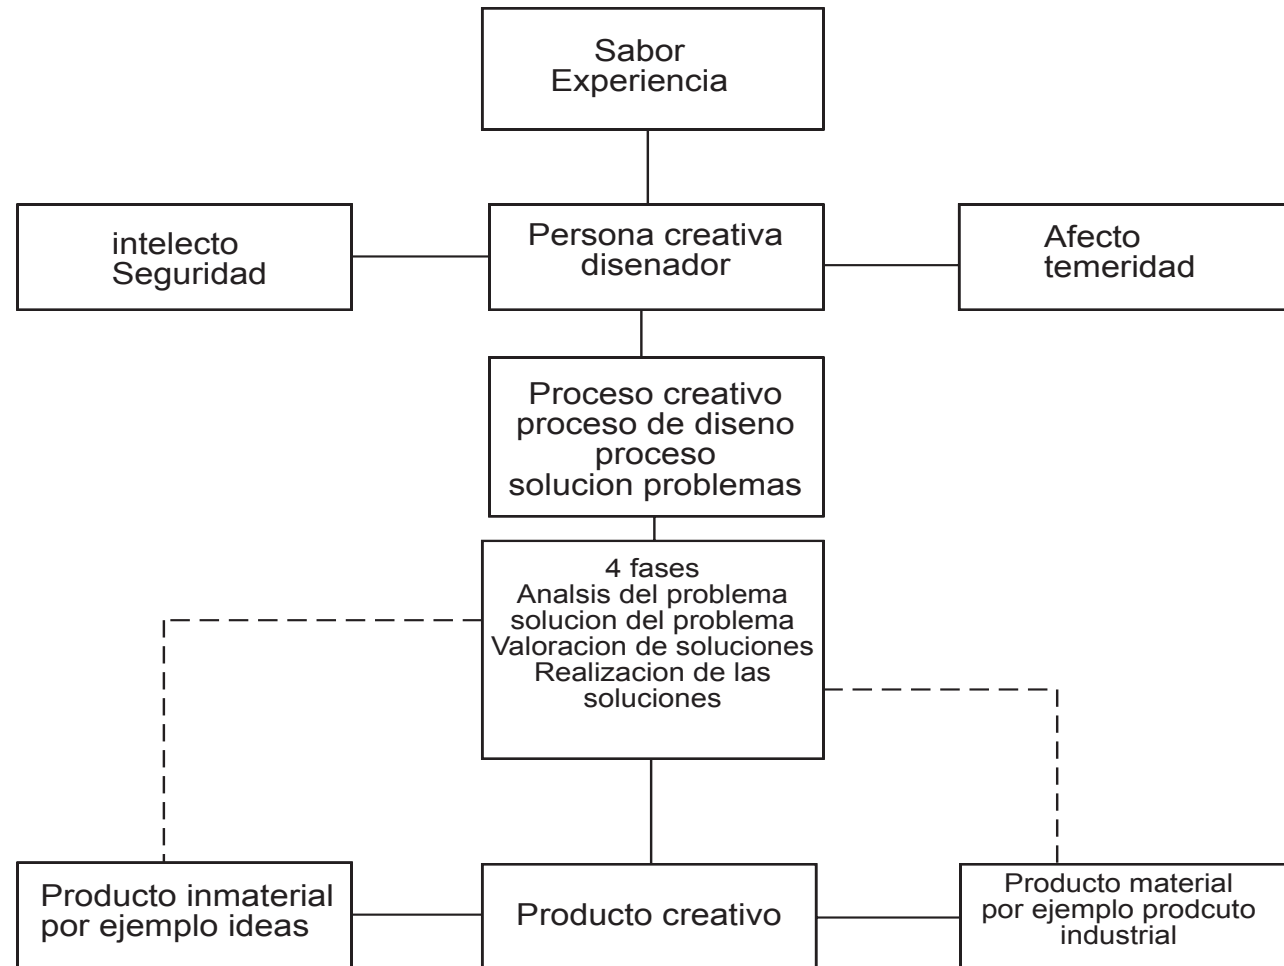 Sabor
Experiencia
intelecto
Seguridad
Persona creativa
disenador
Afecto
temeridad
Proceso creativo
proceso de diseno
proceso
solucion problemas
4 fases
Analsis del problema
solucion del problema
Valoracion de soluciones
Realizacion de las
soluciones
Producto inmaterial
por ejemplo ideas
Producto creativo
Producto material
por ejemplo prodcuto
industrial